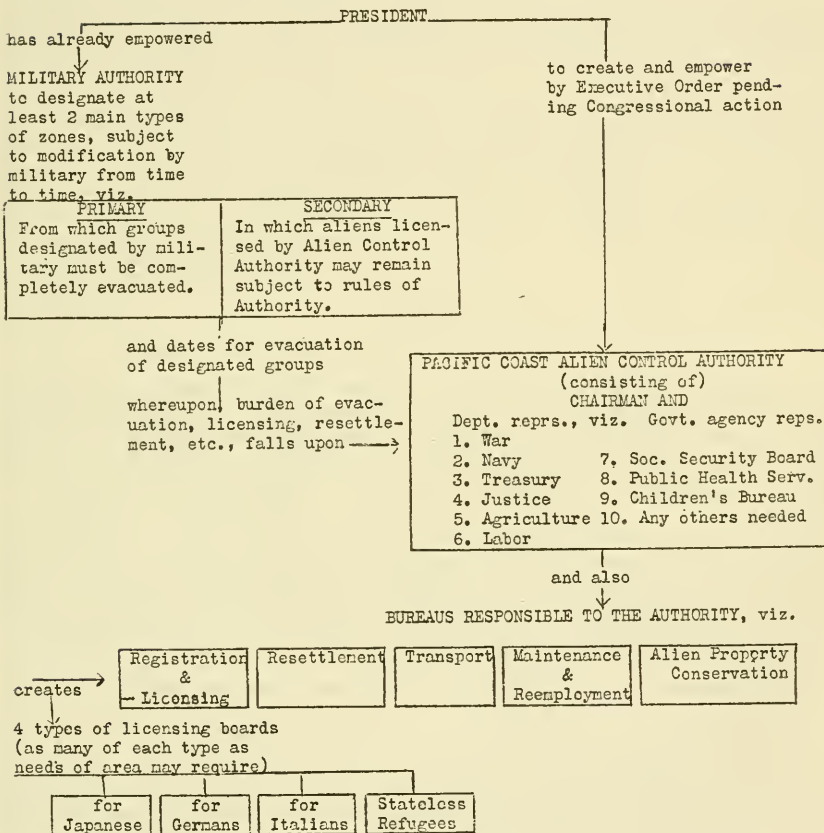 PRESIDENT
has already empowered
MILITARY AUTHORITY
to designate at
least 2 main types
of zones, subject
to modification by
military from time
to time, viz.
to create and empower
by Executive Order pend-
ing Congressional action
PRIMARY
From which groups
designated by mili-
tary must be com-
pletely evacuated.
SECONDARY
In which aliens licen-
sed by Alien Control
Authority may remain
subject to rules of
Authority.
and dates for evacuation
of designated groups
whereupon burden of evac-
uation, licensing, resettle-
ment, etc., falls upon
PACIFIC COAST ALIEN CONTROL AUTHORITY
(consisting of)
CHAIRMAN AND
Dept. reprs., viz. Govt. agency reps.
1. War
2. Navy 7. Soc. Security Board
3. Treasury 8. Public Health Serv.
4. Justice 9. Children's Bureau
5. Agriculture 10. Any others needed
6. Labor
and also
BUREAUS RESPONSIBLE TO THE AUTHORITY, viz.
Registration
&
Licensing
Resettlement
Transport
Maintenance
&
Reemployment
Alien Property
Conservation
creates
4 types of licensing boards
(as many of each type as
needs of area may require)
for
Japanese
for
Germans
for
Italians
Stateless
Refugees